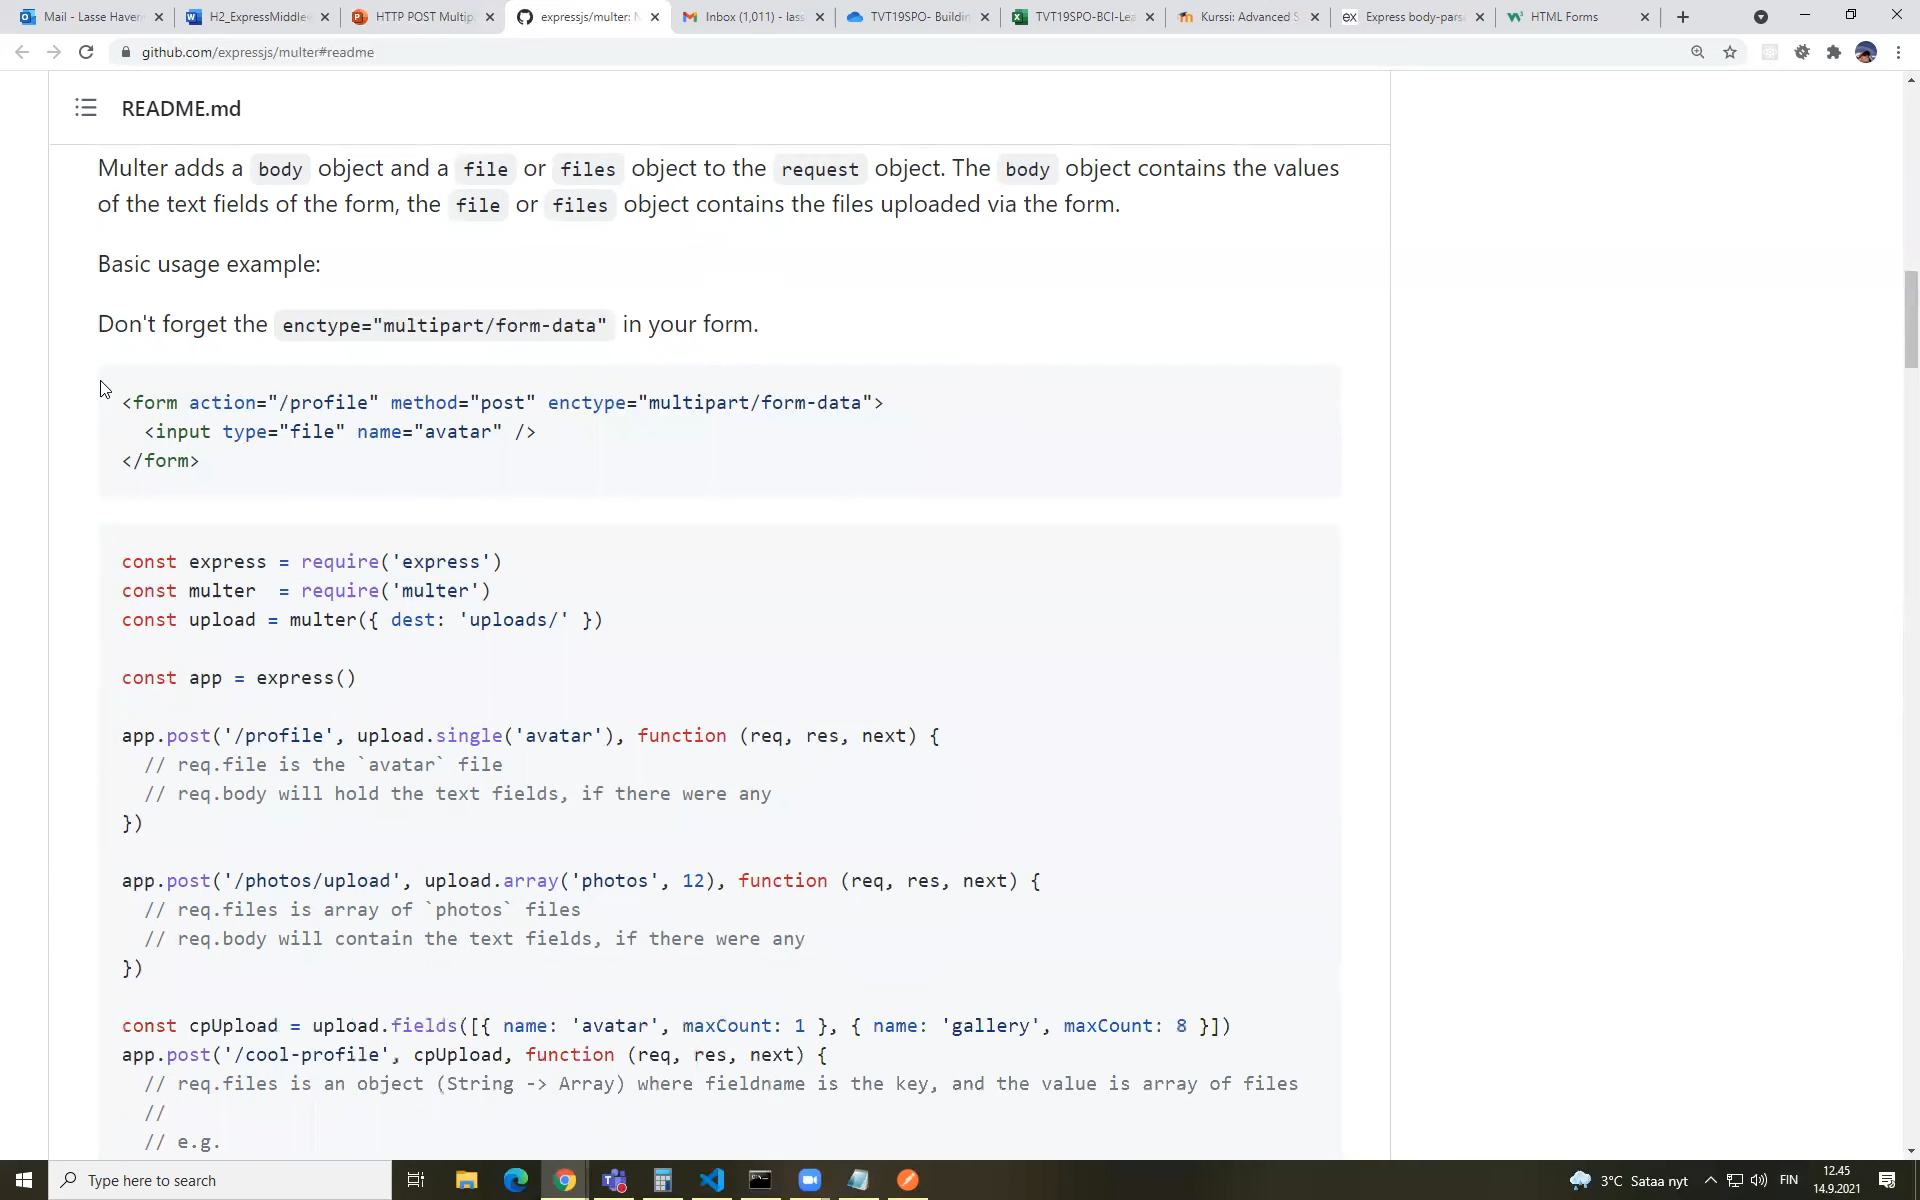 Mail - Lasse Haver
H2_ExpressMiddlew
HTTP POST Multip
expressjs/multer: N
Inbox (1,011) - lass
TVT19SPO- Buildin
TVT19SPO-BCI-Lea
Kurssi: Advanced S
Express body-pars
HTML Forms
github.com/expressjs/multer#readme
README.md
Multer adds a body object and a file or files object to the request object. The body object contains the values
of the text fields of the form, the file or files object contains the files uploaded via the form.
Basic usage example:
Don't forget the enctype="multipart/form-data" in your form.
<form action="/profile" method="post" enctype="multipart/form-data">
  <input type="file" name="avatar" />
</form>
const express = require('express')
const multer  = require('multer')
const upload = multer({ dest: 'uploads/' })
const app = express()
app.post('/profile', upload.single('avatar'), function (req, res, next) {
  // req.file is the `avatar` file
  // req.body will hold the text fields, if there were any
})
app.post('/photos/upload', upload.array('photos', 12), function (req, res, next) {
  // req.files is array of `photos` files
  // req.body will contain the text fields, if there were any
})
const cpUpload = upload.fields([{ name: 'avatar', maxCount: 1 }, { name: 'gallery', maxCount: 8 }])
app.post('/cool-profile', cpUpload, function (req, res, next) {
  // req.files is an object (String -> Array) where fieldname is the key, and the value is array of files
  //
  // e.g.
Type here to search
3°C Sataa nyt
FIN
12.45
14.9.2021